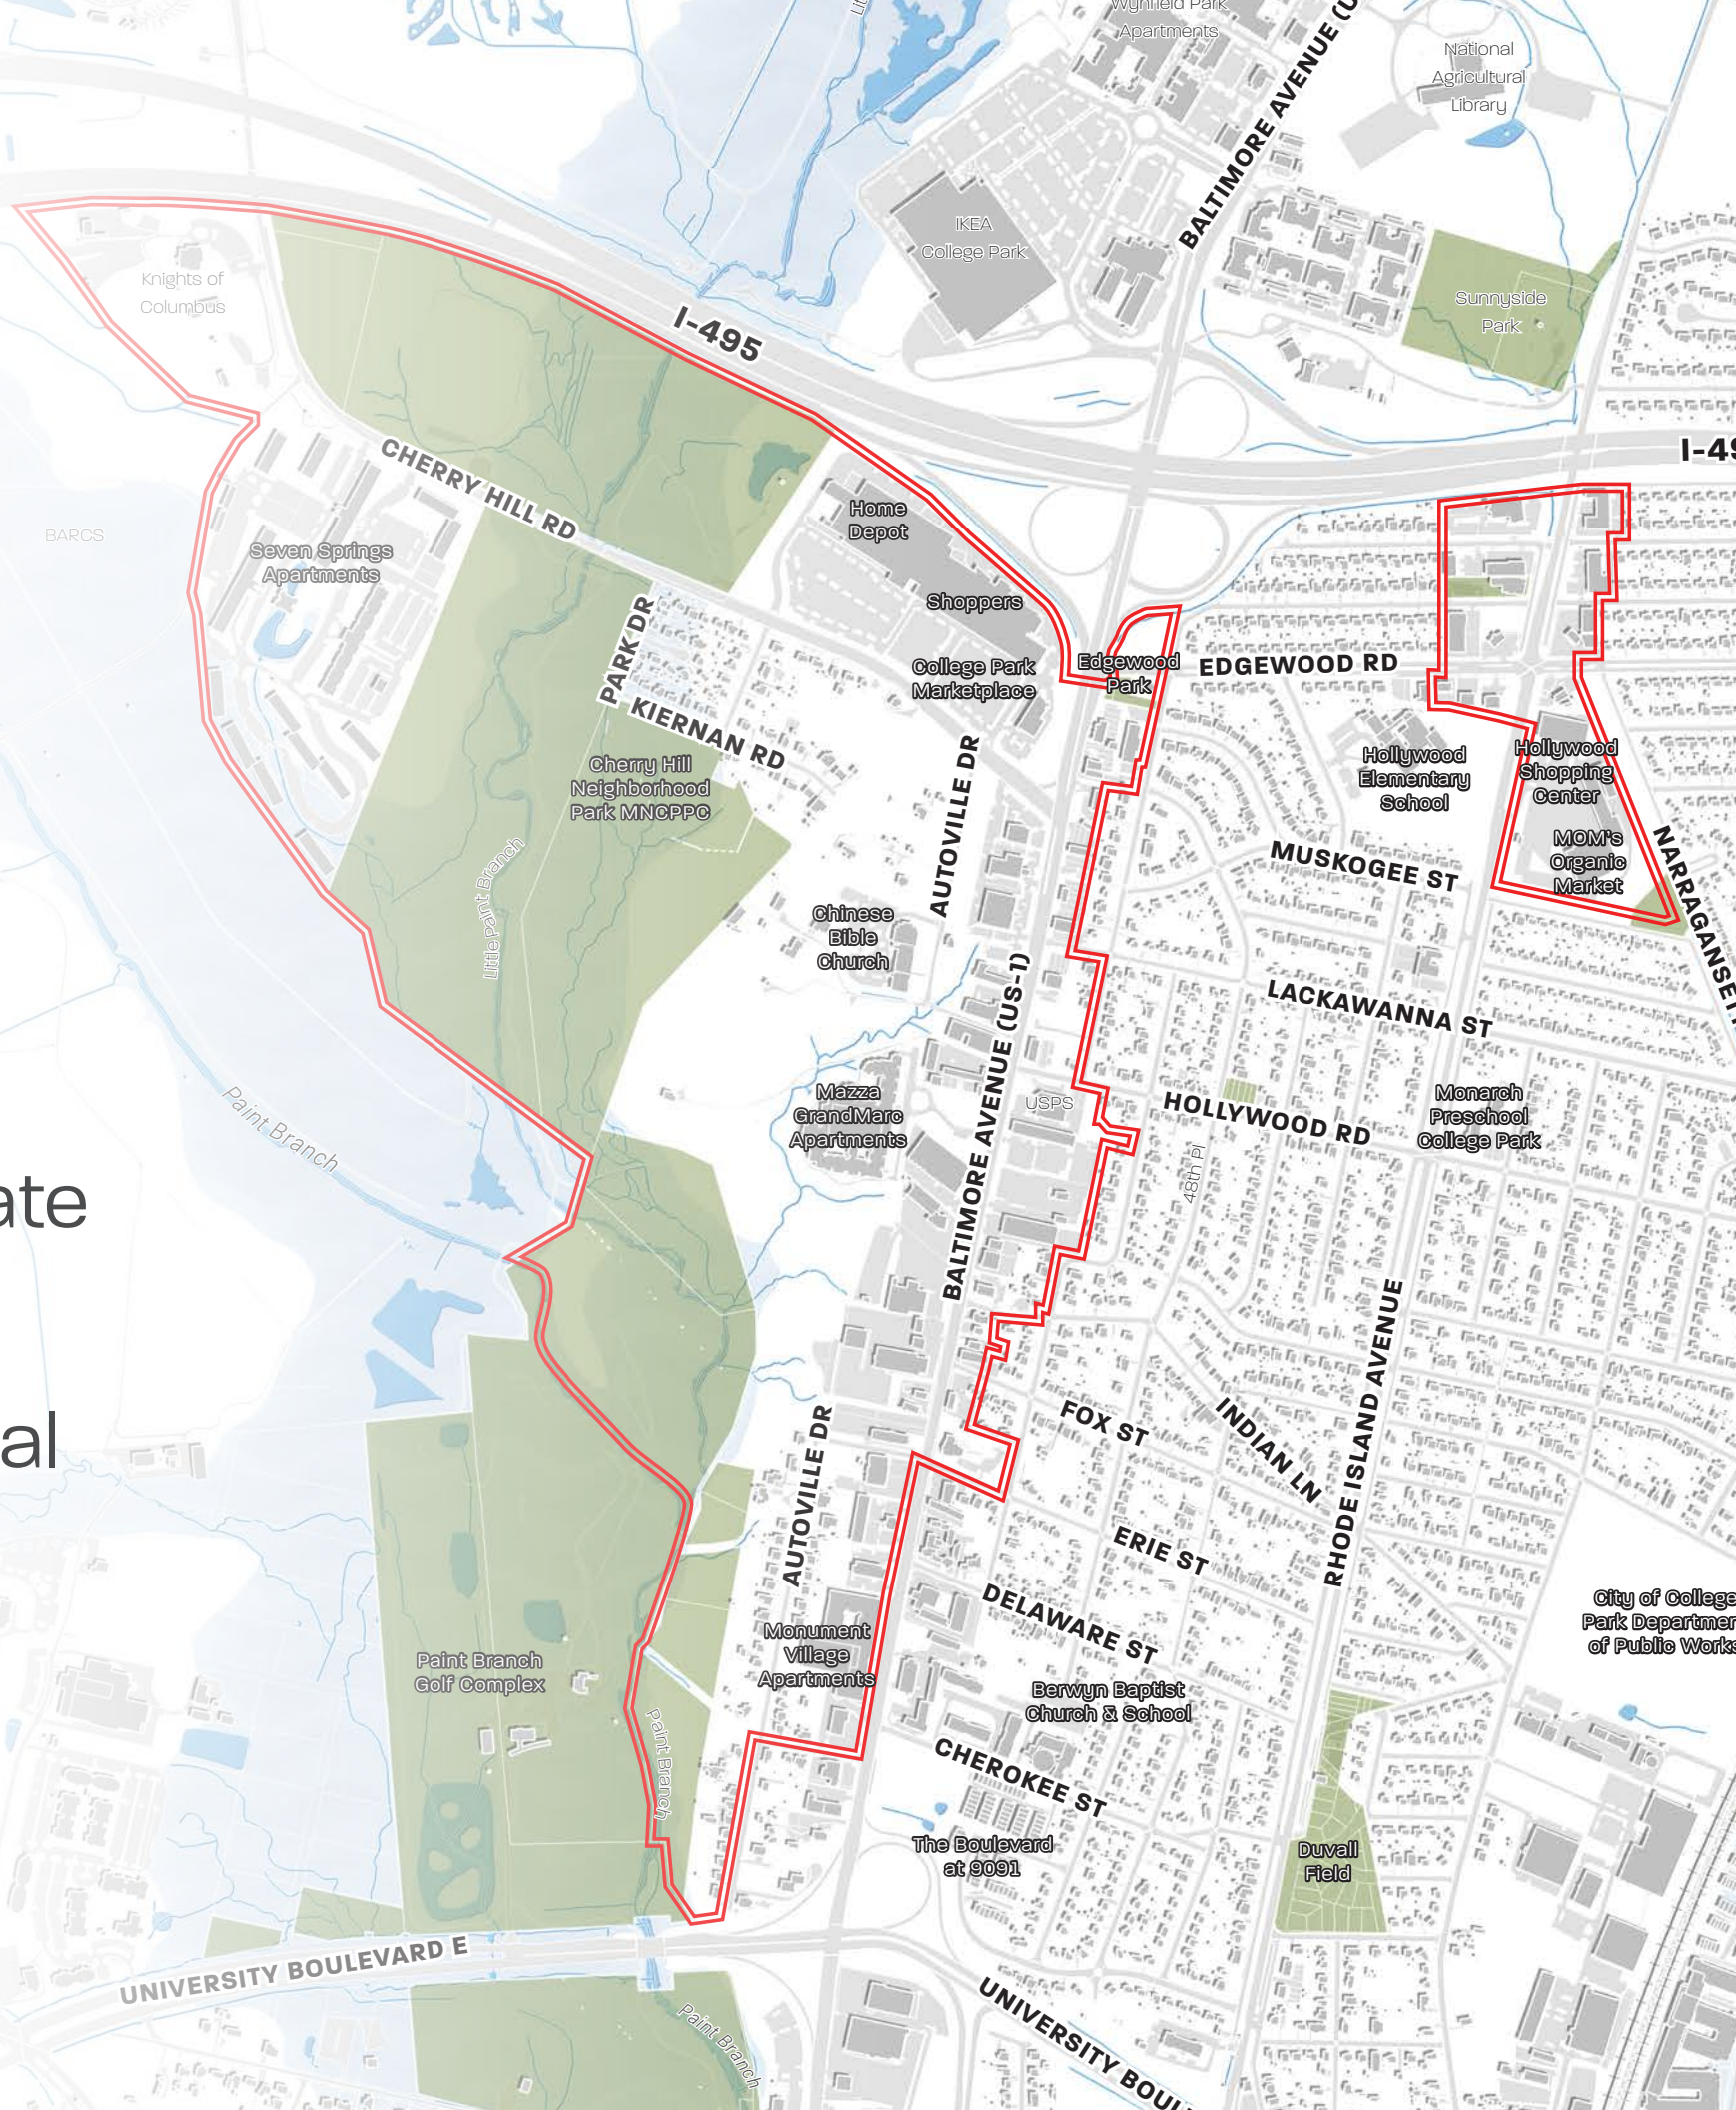 Wynfield Park
Apartments
BALTIMORE AVENUE (U
National
Agricultural
Library
IKEA
College Park
Knights of
Columbus
Sunnyside
Park
I-495
I-49
CHERRY HILL RD
Home
Depot
BARCS
Seven Springs
Apartments
Shoppers
PARK DR
College Park
Marketplace
Edgewood
Park
EDGEWOOD RD
KIERNAN RD
Cherry Hill
Neighborhood
Park MNCPPC
AUTOVILLE DR
Hollywood
Elementary
School
Hollywood
Shopping
Center
MOM's
Organic
Market
NARRAGANSETT
MUSKOGEE ST
Little Paint Branch
Chinese
Bible
Church
BALTIMORE AVENUE (US-1)
LACKAWANNA ST
Paint Branch
Mazza
GrandMarc
Apartments
USPS
HOLLYWOOD RD
Monarch
Preschool
College Park
48th Pl
ate
al
AUTOVILLE DR
FOX ST
INDIAN LN
RHODE ISLAND AVENUE
ERIE ST
DELAWARE ST
City of College
Park Departmen
of Public Works
Monument
Village
Apartments
Paint Branch
Golf Complex
Paint Branch
Berwyn Baptist
Church & School
CHEROKEE ST
The Boulevard
at 9091
Duvall
Field
UNIVERSITY BOULEVARD E
Paint Branch
UNIVERSITY BOUL